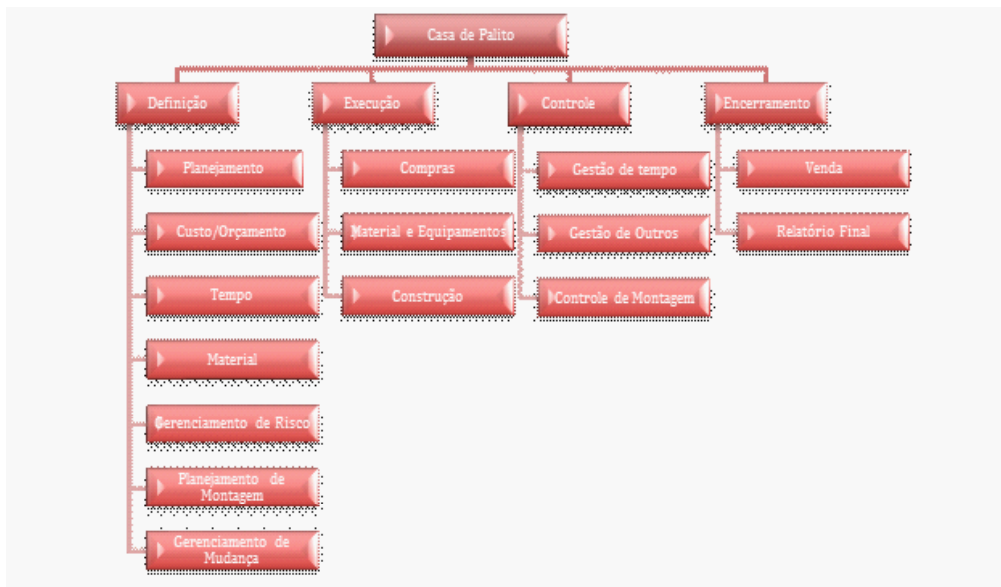 Casa de Palito
Definição
Execução
Controle
Encerramento
Planejamento
Custo/Orçamento
Tempo
Material
Gerenciamento de Risco
Planejamento de
Montagem
Gerenciamento de
Mudança
Compras
Material e Equipamentos
Construção
Gestão de tempo
Gestão de Outros
Controle de Montagem
Venda
Relatório Final